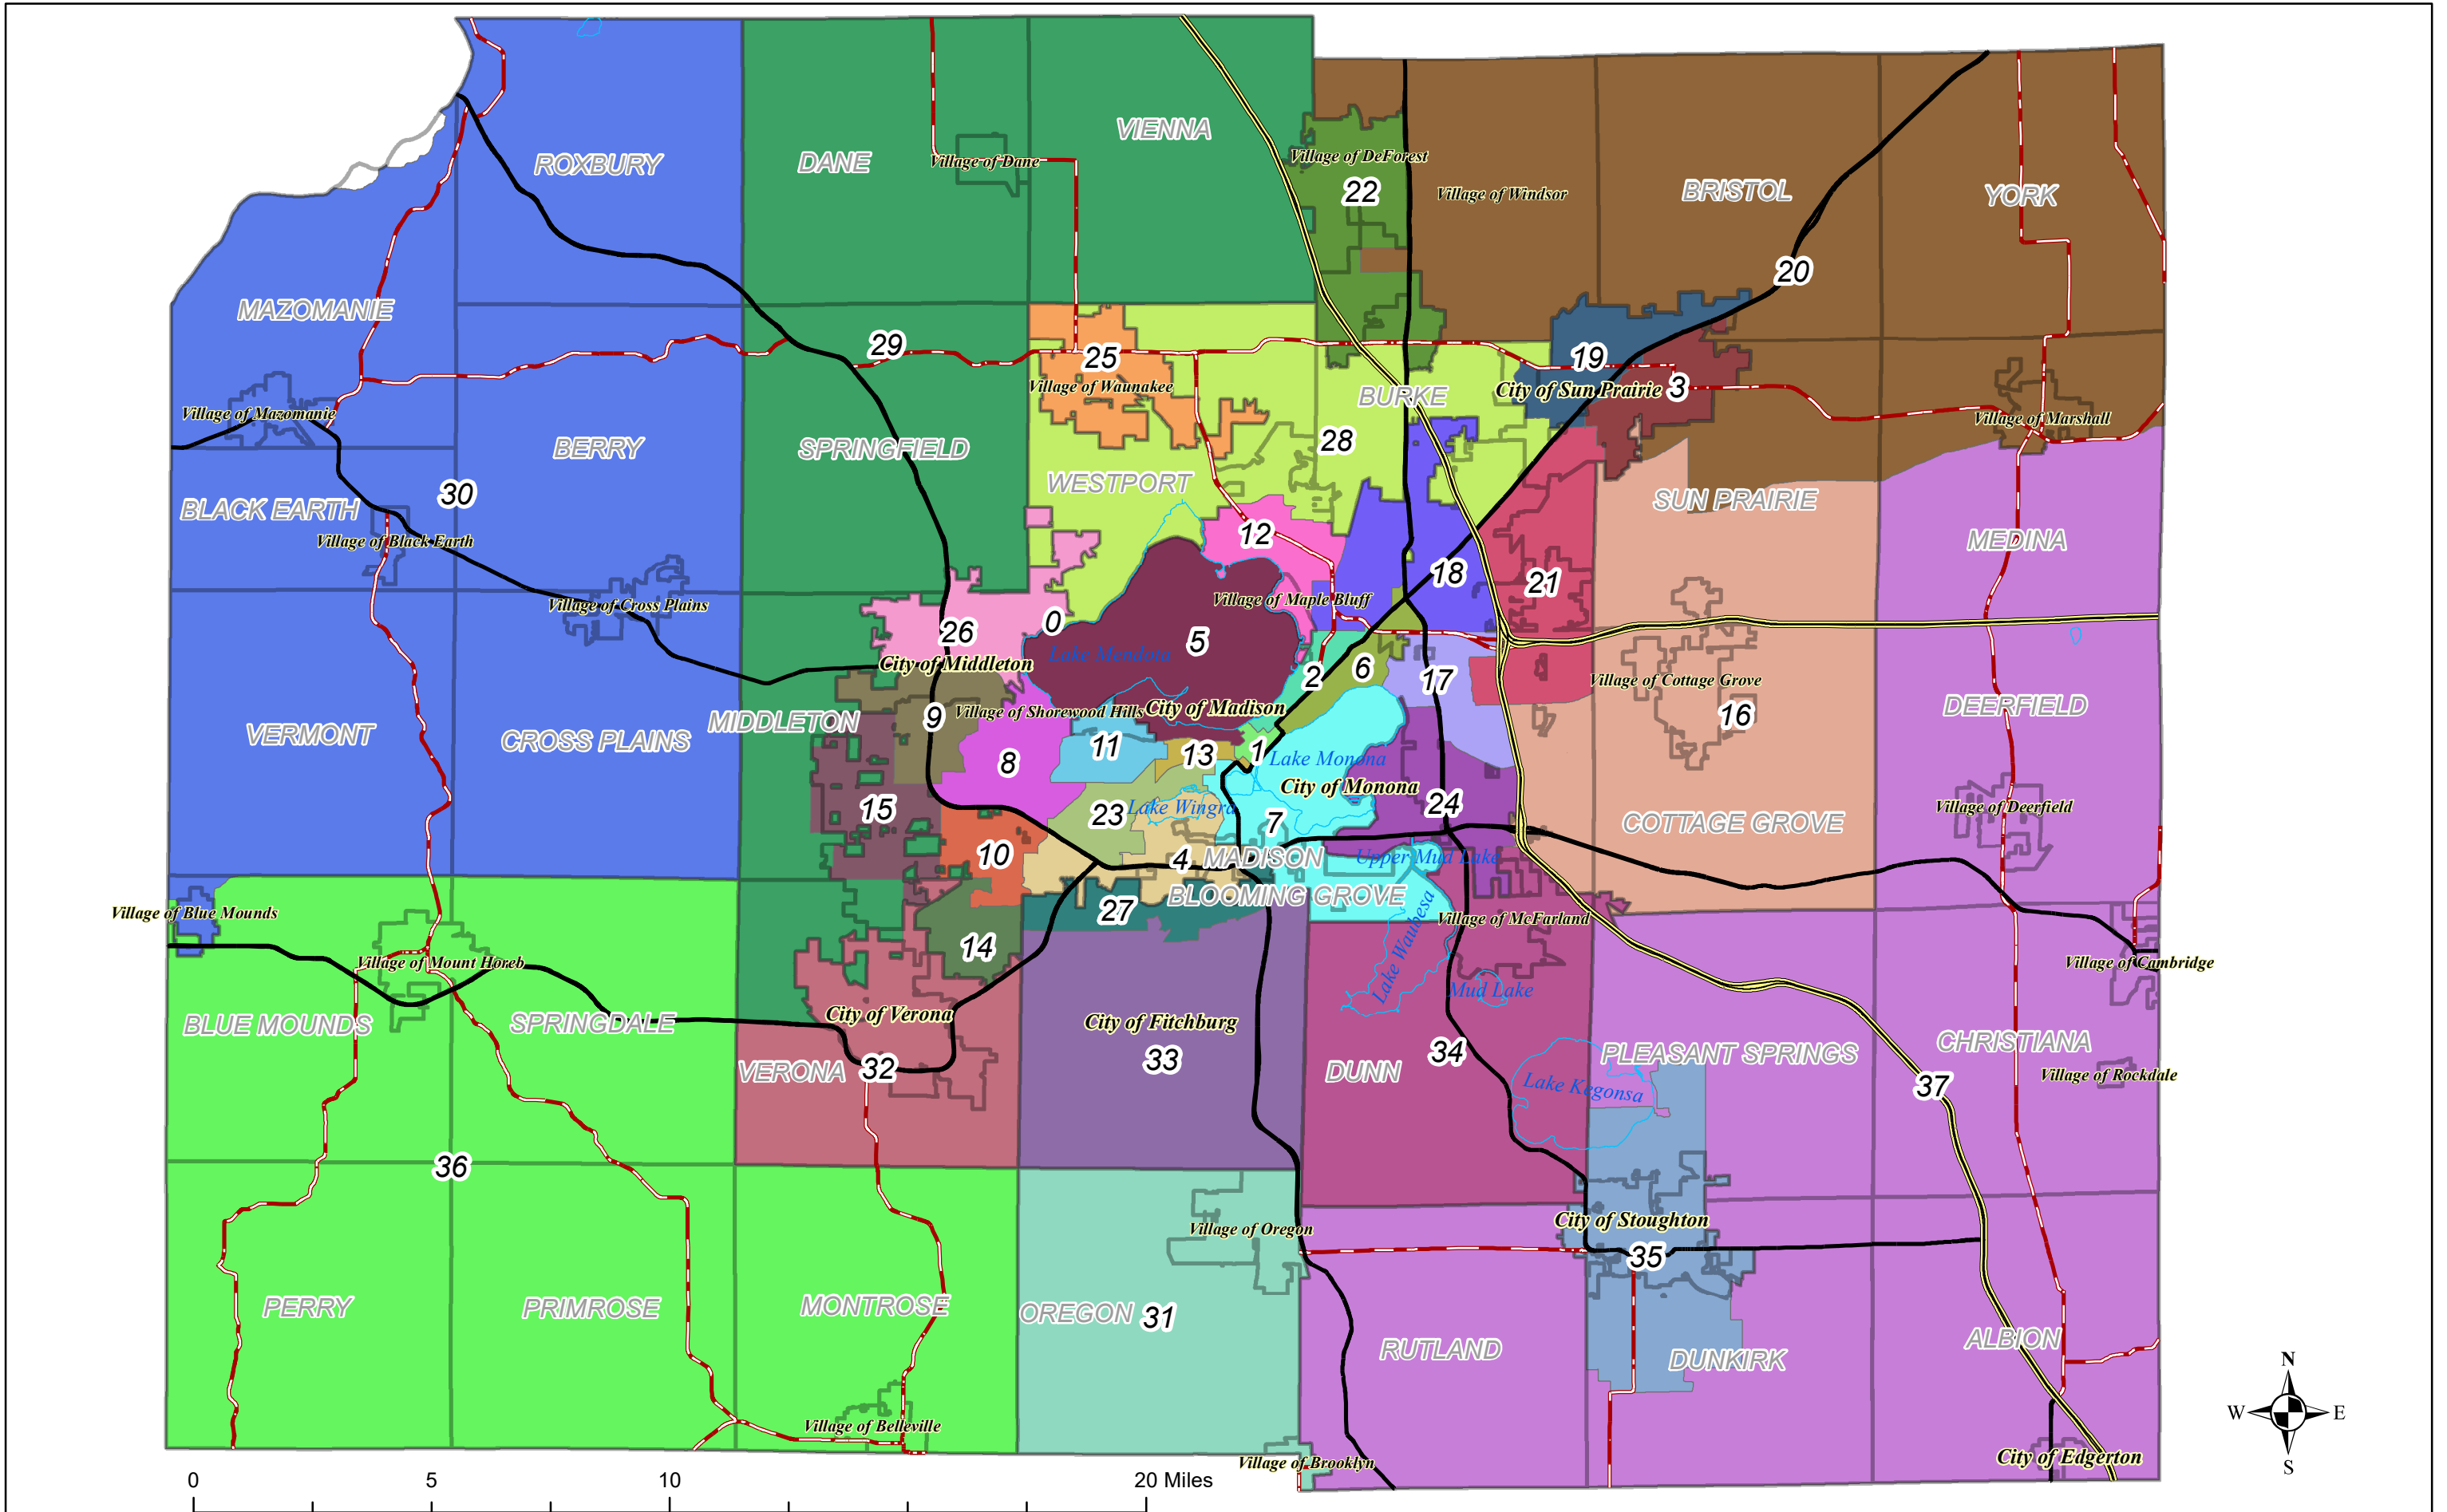 VIENNA
Village of DeForest
ROXBURY
DANE
Village of Dane
22
Village of Windsor
BRISTOL
YORK
20
MAZOMANIE
29
25
19
Village of Waunakee
BURKE
City of Sun Prairie
3
Village of Mazomanie
Village of Marshall
BERRY
SPRINGFIELD
28
WESTPORT
30
SUN PRAIRIE
BLACK EARTH
12
Village of Black Earth
MEDINA
18
21
Village of Maple Bluff
Village of Cross Plains
0
26
5
Lake Mendota
City of Middleton
2
6
17
Village of Cottage Grove
VERMONT
CROSS PLAINS
MIDDLETON
9
Village of Shorewood Hills
City of Madison
16
DEERFIELD
11
13
1
8
Lake Monona
City of Monona
15
23
Lake Wingra
7
24
COTTAGE GROVE
Village of Deerfield
10
4
MADISON
Upper Mud Lake
BLOOMING GROVE
Village of Blue Mounds
27
Village of McFarland
14
Lake Waubesa
Village of Mount Horeb
Village of Cambridge
Mud Lake
BLUE MOUNDS
SPRINGDALE
City of Verona
City of Fitchburg
33
VERONA
32
DUNN
34
PLEASANT SPRINGS
CHRISTIANA
Lake Kegonsa
37
Village of Rockdale
36
Village of Oregon
City of Stoughton
35
PERRY
PRIMROSE
MONTROSE
OREGON
31
RUTLAND
DUNKIRK
ALBION
N
W
E
S
Village of Belleville
Village of Brooklyn
City of Edgerton
0
5
10
20 Miles